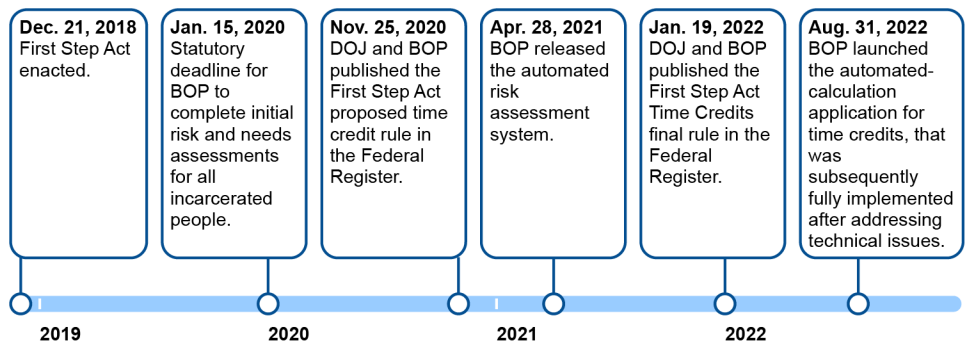 Dec. 21, 2018
First Step Act
enacted.
Jan. 15, 2020
Statutory
deadline for
BOP to
complete initial
risk and needs
assessments
for all
incarcerated
people.
Nov. 25, 2020
DOJ and BOP
published the
First Step Act
proposed time
credit rule in
the Federal
Register.
Apr. 28, 2021
BOP released
the automated
risk
assessment
system.
Jan. 19, 2022
DOJ and BOP
published the
First Step Act
Time Credits
final rule in the
Federal
Register.
Aug. 31, 2022
BOP launched
the automated-
calculation
application for
time credits, that
was
subsequently
fully implemented
after addressing
technical issues.
2019
2020
2021
2022